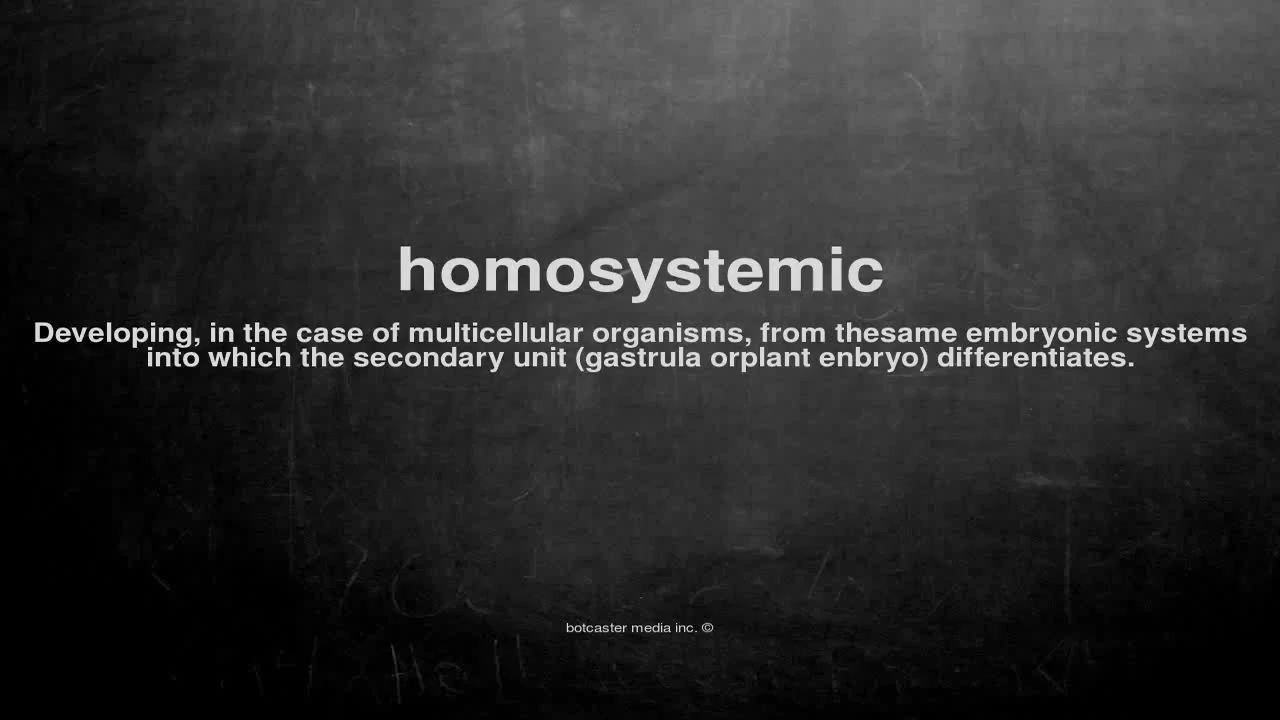 homosystemic
Developing, in the case of multicellular organisms, from thesame embryonic systems
into which the secondary unit (gastrula orplant enbryo) differentiates.
botcaster media inc. ©